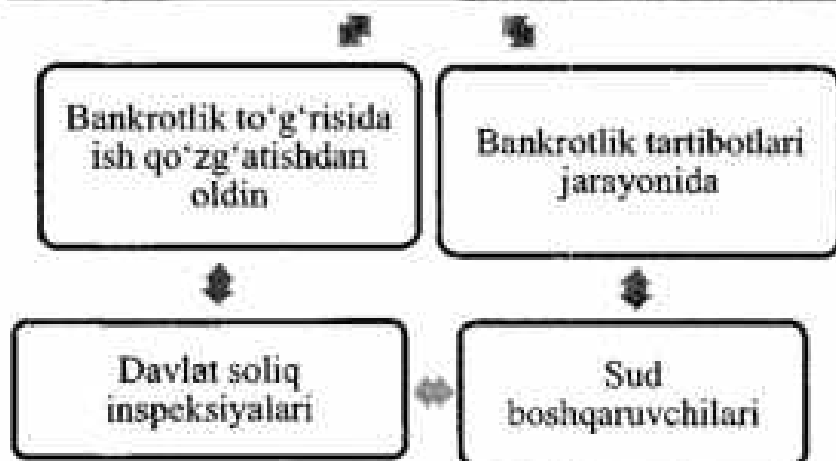 Bankrotlik to‘g‘risida
ish qo‘zg‘atishdan
oldin
Bankrotlik tartibotlari
jarayonida
Davlat soliq
inspeksiyalari
Sud
boshqaruvchilari